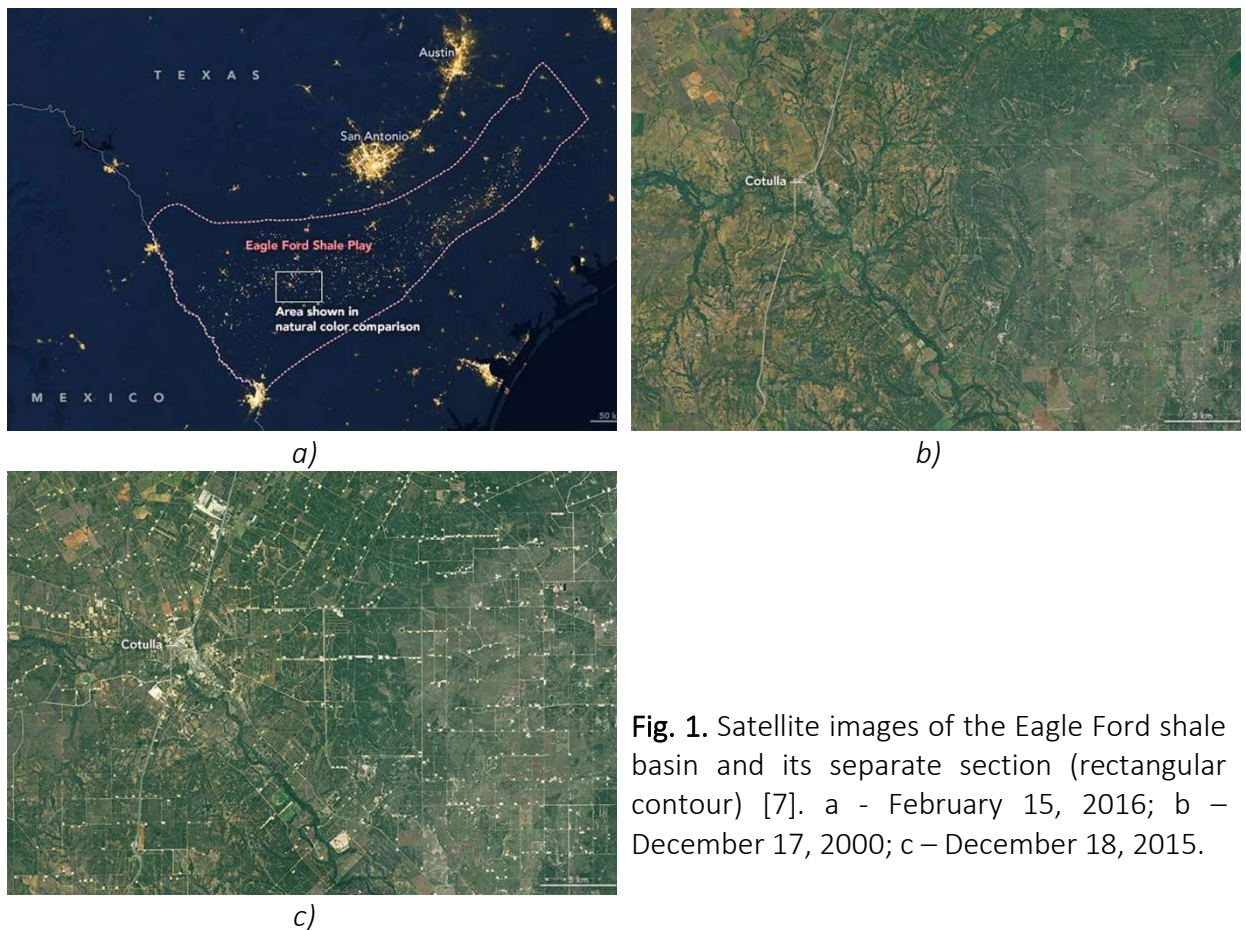 TEXAS
Austin
San Antonio
Eagle Ford Shale Play
Area shown in
natural color comparison
MEXICO
50 k
a)
Cotulla
5 km
b)
Cotulla
5 km
c)
Fig. 1. Satellite images of the Eagle Ford shale
basin and its separate section (rectangular
contour) [7]. a - February 15, 2016; b –
December 17, 2000; c – December 18, 2015.